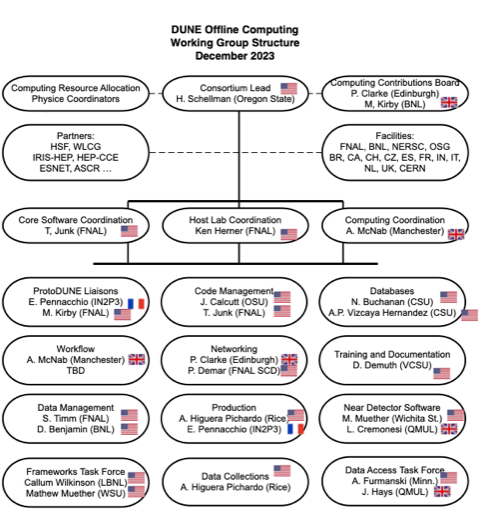 DUNE Offline Computing
Working Group Structure
December 2023
Computing Resource Allocation
Physice Coordinators
Consortium Lead
H. Schellman (Oregon State)
Computing Contributions Board
P. Clarke (Edinburgh)
M, Kirby (BNL)
Partners:
HSF, WLCG
IRIS-HEP, HEP-CCE
ESNET, ASCR ...
Facilities:
FNAL, BNL, NERSC, OSG
BR, CA, CH, CZ, ES, FR, IN, IT,
NL, UK, CERN
Core Software Coordination
T, Junk (FNAL)
Host Lab Coordination
Ken Herner (FNAL)
Computing Coordination
A. McNab (Manchester)
ProtoDUNE Liaisons
E. Pennacchio (IN2P3)
M. Kirby (FNAL)
Code Management
J. Calcutt (OSU)
T. Junk (FNAL)
Databases
N. Buchanan (CSU)
A.P. Vizcaya Hernandez (CSU)
Workflow
A. McNab (Manchester)
TBD
Networking
P. Clarke (Edinburgh)
P. Demar (FNAL SCD)
Training and Documentation
D. Demuth (VCSU)
Data Management
S. Timm (FNAL)
D. Benjamin (BNL)
Production
A. Higuera Pichardo (Rice)
E. Pennacchio (IN2P3)
Near Detector Software
M. Muether (Wichita St.)
L. Cremonesi (QMUL)
Frameworks Task Force
Callum Wilkinson (LBNL)
Mathew Muether (WSU)
Data Collections
A. Higuera Pichardo (Rice)
Data Access Task Force
A. Furmanski (Minn.)
J. Hays (QMUL)